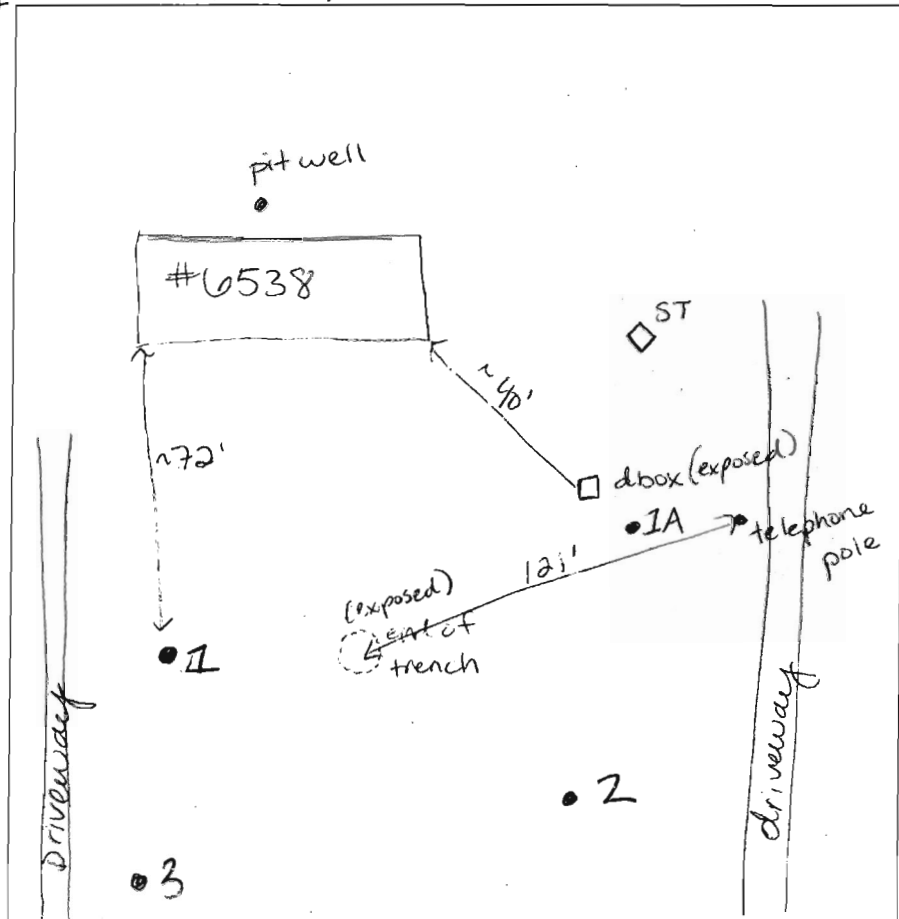 pit well
#6538
ST
~40'
~72'
dbox (exposed)
1A
telephone
pole
121'
(exposed)
end of
trench
1
2
3
Driveway
driveway